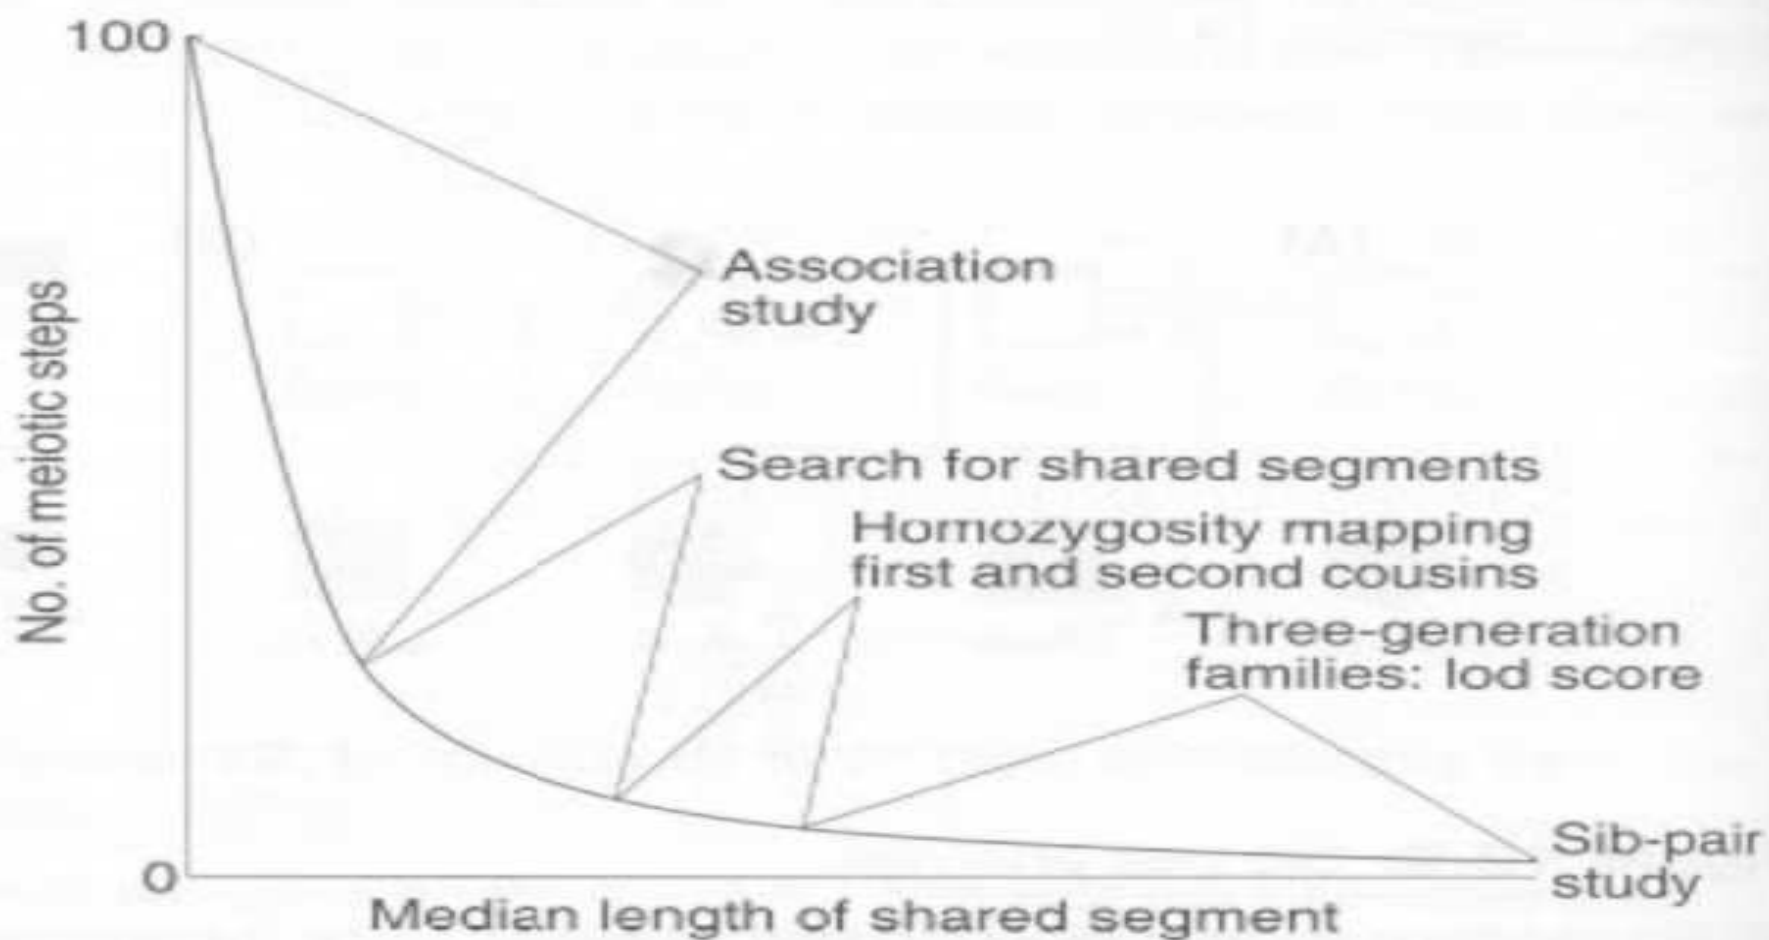 100
Association
study
Search for shared segments
Homozygosity mapping
first and second cousins
Three-generation
families: lod score
No. of meiotic steps
Sib-pair
study
0
Median length of shared segment